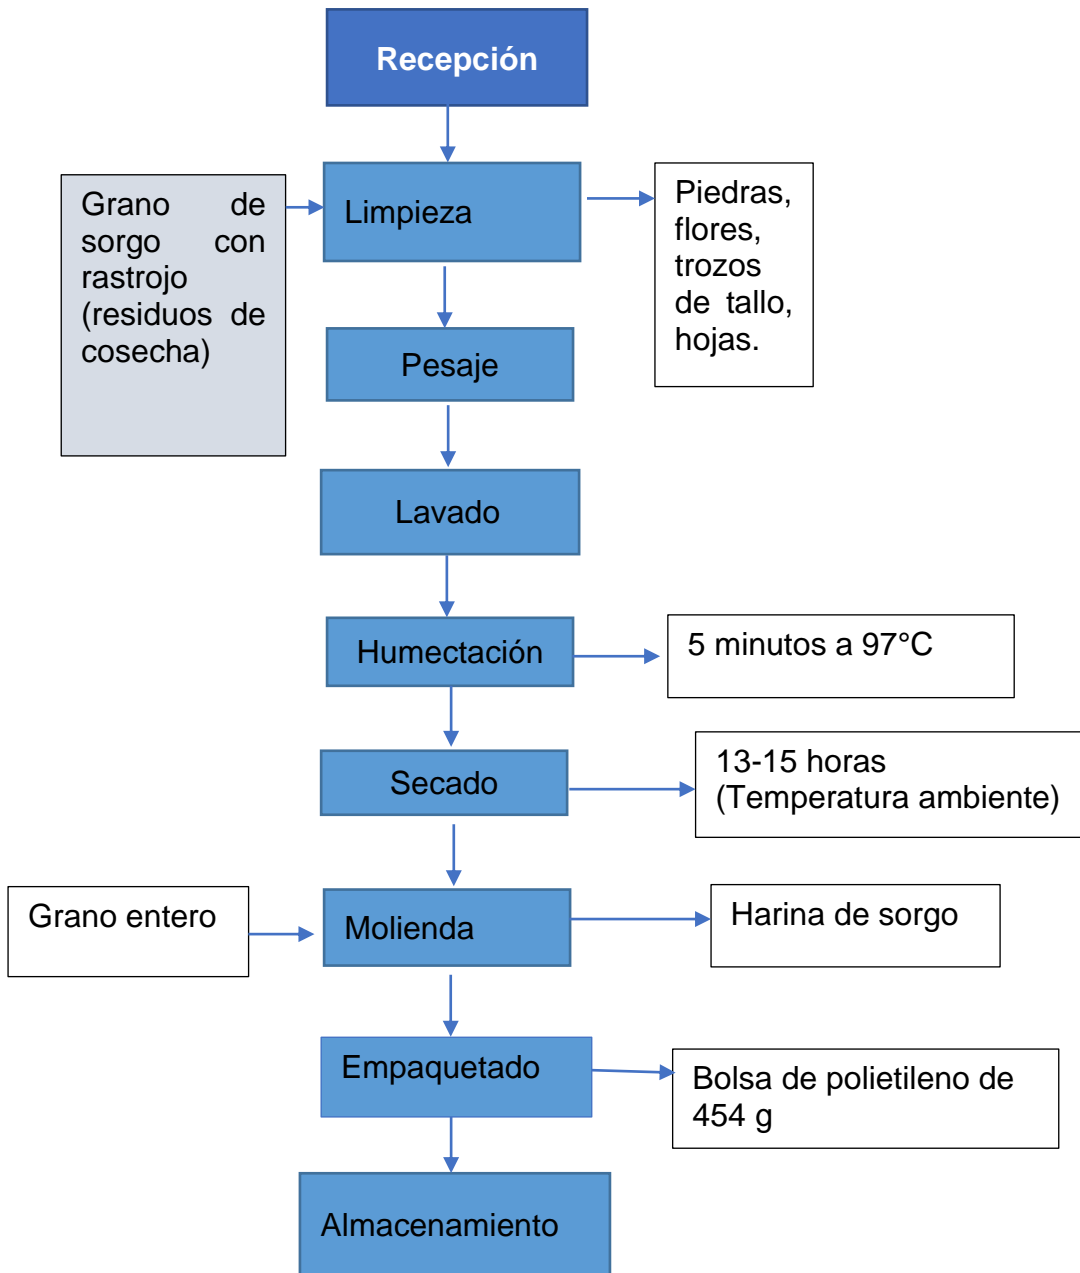 Recepción
Grano de
sorgo con
rastrojo
(residuos de
cosecha)
Limpieza
Piedras,
flores,
trozos
de tallo,
hojas.
Pesaje
Lavado
Humectación
5 minutos a 97°C
Secado
13-15 horas
(Temperatura ambiente)
Grano entero
Molienda
Harina de sorgo
Empaquetado
Bolsa de polietileno de
454 g
Almacenamiento